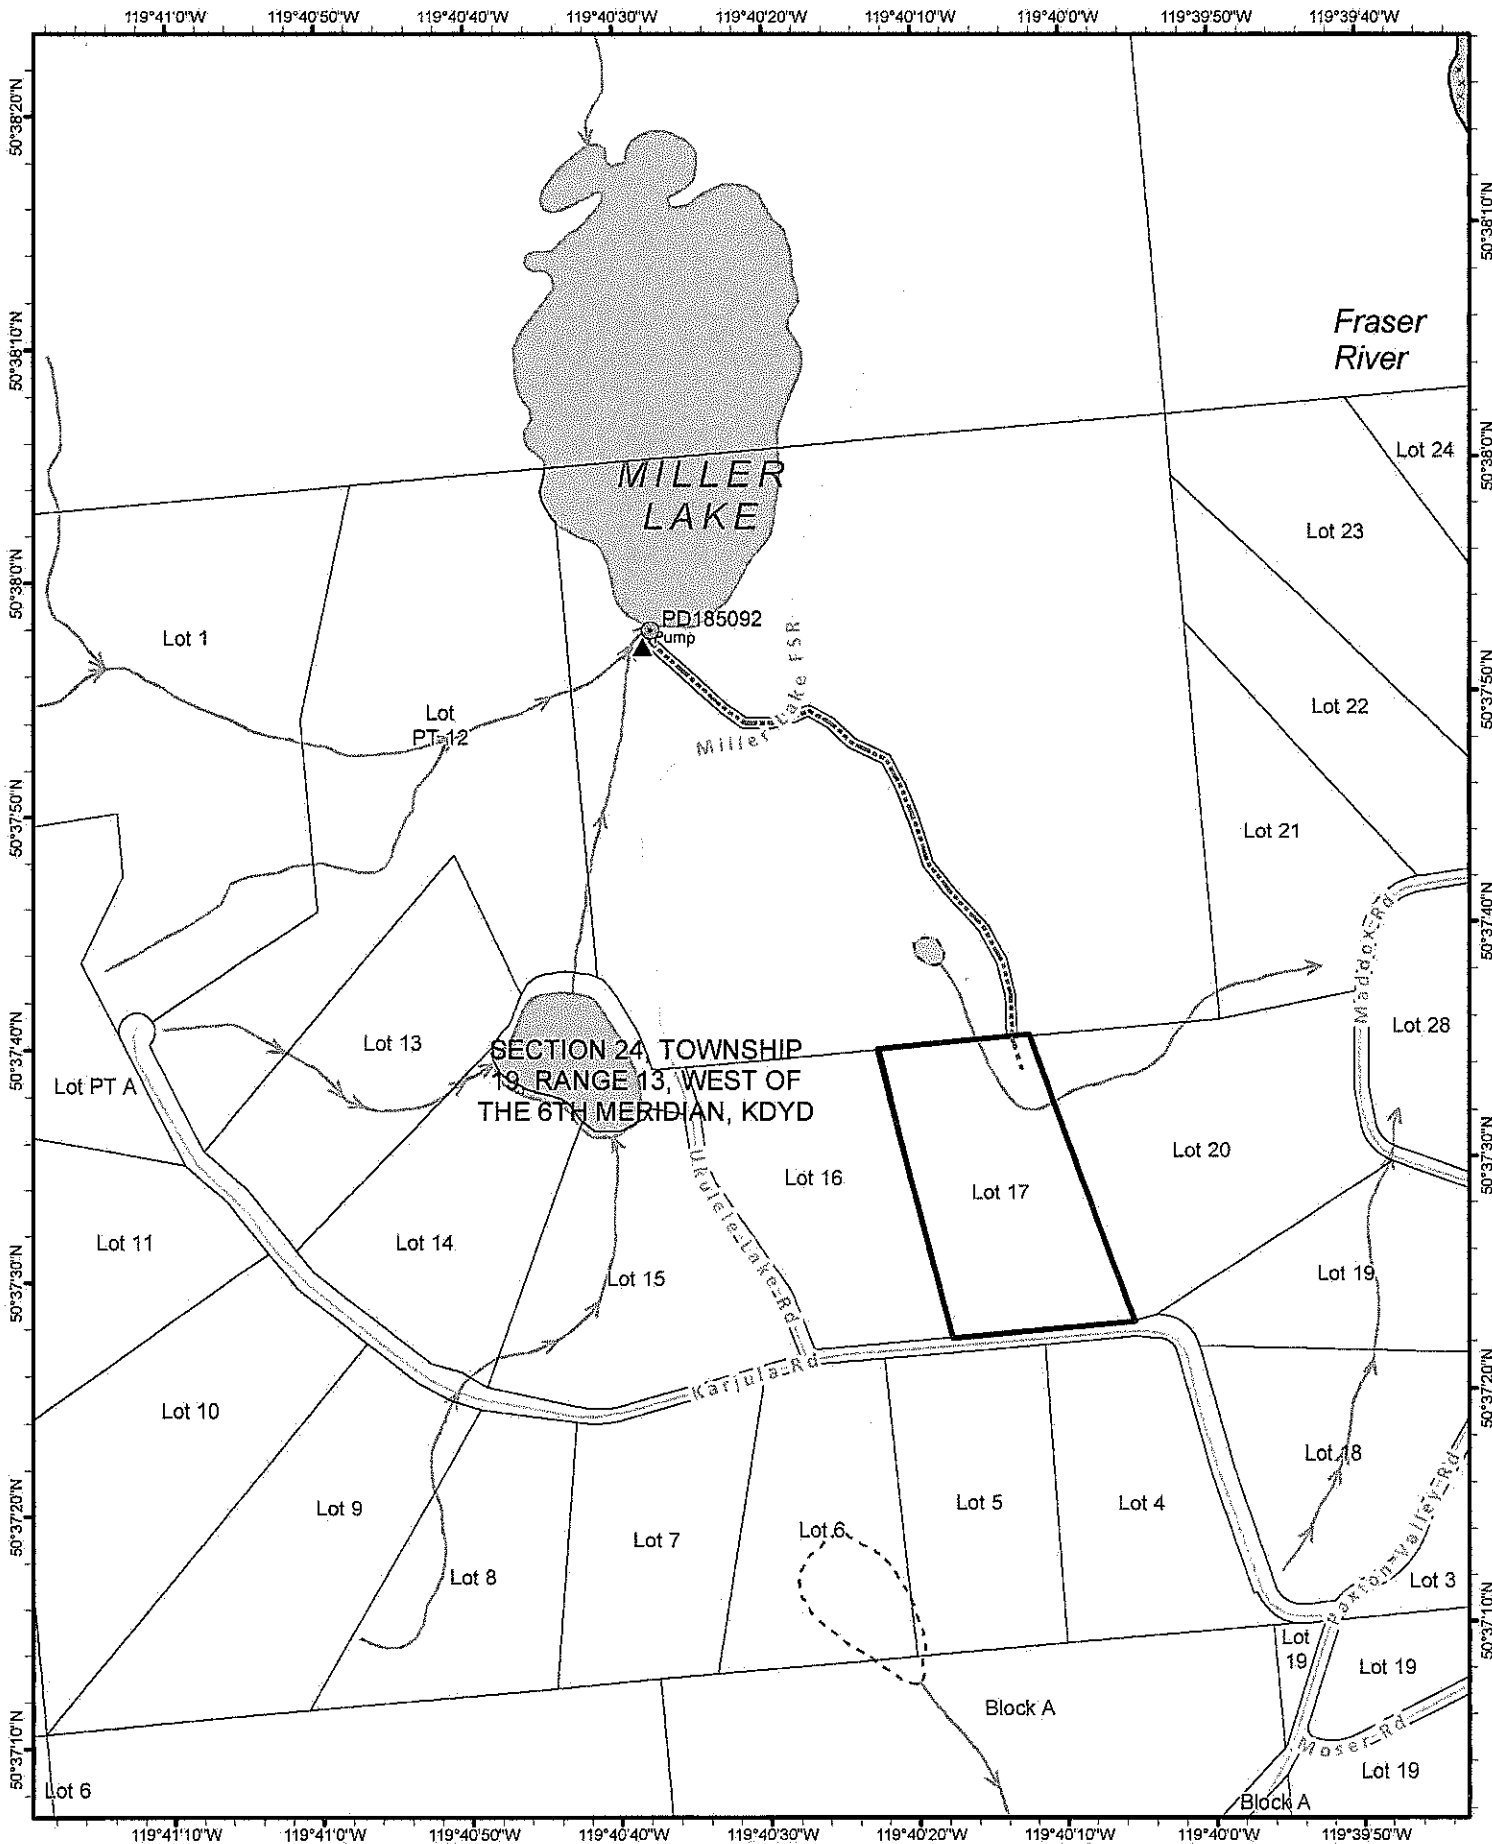 119°41'10"W
119°40'50"W
119°40'40"W
119°40'30"W
119°40'20"W
119°40'10"W
119°40'0"W
119°39'50"W
119°39'40"W
50°38'20"N
50°38'10"N
50°38'10"N
Fraser
River
50°38'0"N
Lot 24
MILLER
LAKE
Lot 23
50°38'0"N
PD185092
Pump
Lot 1
Miller Lake FSR
50°37'50"N
Lot
PT 12
Lot 22
50°37'50"N
Lot 21
50°37'40"N
Maddox Rd
50°37'40"N
Lot 13
Lot 28
SECTION 24, TOWNSHIP
19, RANGE 13, WEST OF
THE 6TH MERIDIAN, KDYD
Lot PT A
50°37'30"N
Lot 20
Lot 16
Lot 17
Ukulele Lake Rd
Lot 11
Lot 14
50°37'30"N
Lot 15
Lot 19
Karjula Rd
50°37'20"N
Lot 10
Lot 18
Paxton Valley Rd
50°37'20"N
Lot 9
Lot 7
Lot 6
Lot 5
Lot 4
Lot 8
Lot 3
50°37'10"N
Lot
19
Lot 19
Block A
50°37'10"N
Moser Rd
Lot 6
Lot 19
Block A
119°41'10"W
119°41'0"W
119°40'50"W
119°40'40"W
119°40'30"W
119°40'20"W
119°40'10"W
119°40'0"W
119°39'50"W